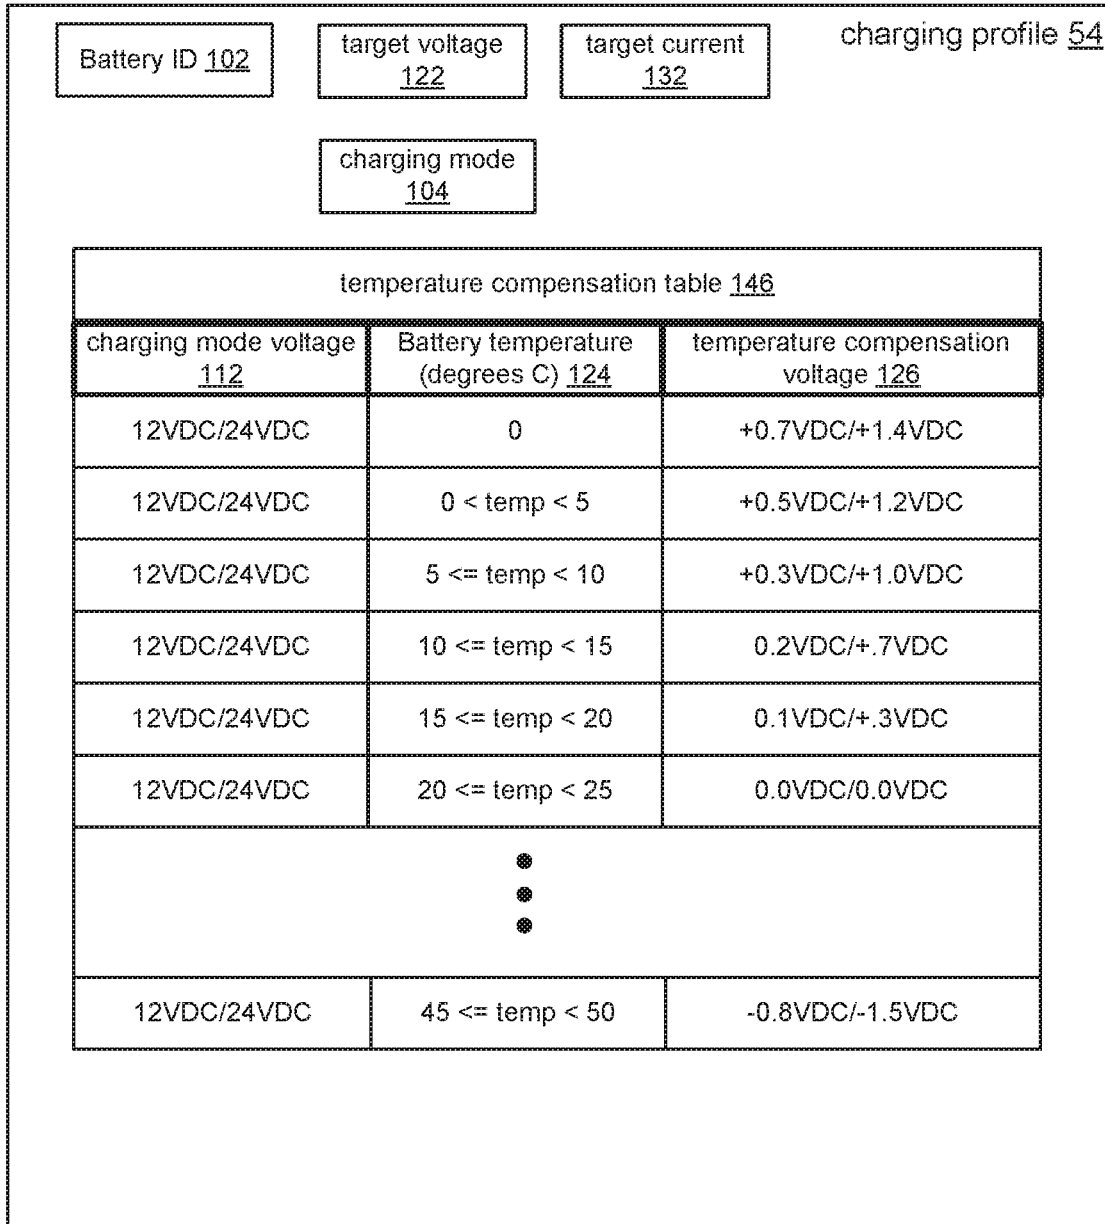 charging profile 54
Battery ID 102
target voltage
122
target current
132
charging mode
104
temperature compensation table 146
charging mode voltage
112
Battery temperature
(degrees C) 124
temperature compensation
voltage 126
12VDC/24VDC 0 +0.7VDC/+1.4VDC
12VDC/24VDC 0 < temp < 5 +0.5VDC/+1.2VDC
12VDC/24VDC 5 <= temp < 10 +0.3VDC/+1.0VDC
12VDC/24VDC 10 <= temp < 15 0.2VDC/+.7VDC
12VDC/24VDC 15 <= temp < 20 0.1VDC/+.3VDC
12VDC/24VDC 20 <= temp < 25 0.0VDC/0.0VDC
12VDC/24VDC 45 <= temp < 50 -0.8VDC/-1.5VDC